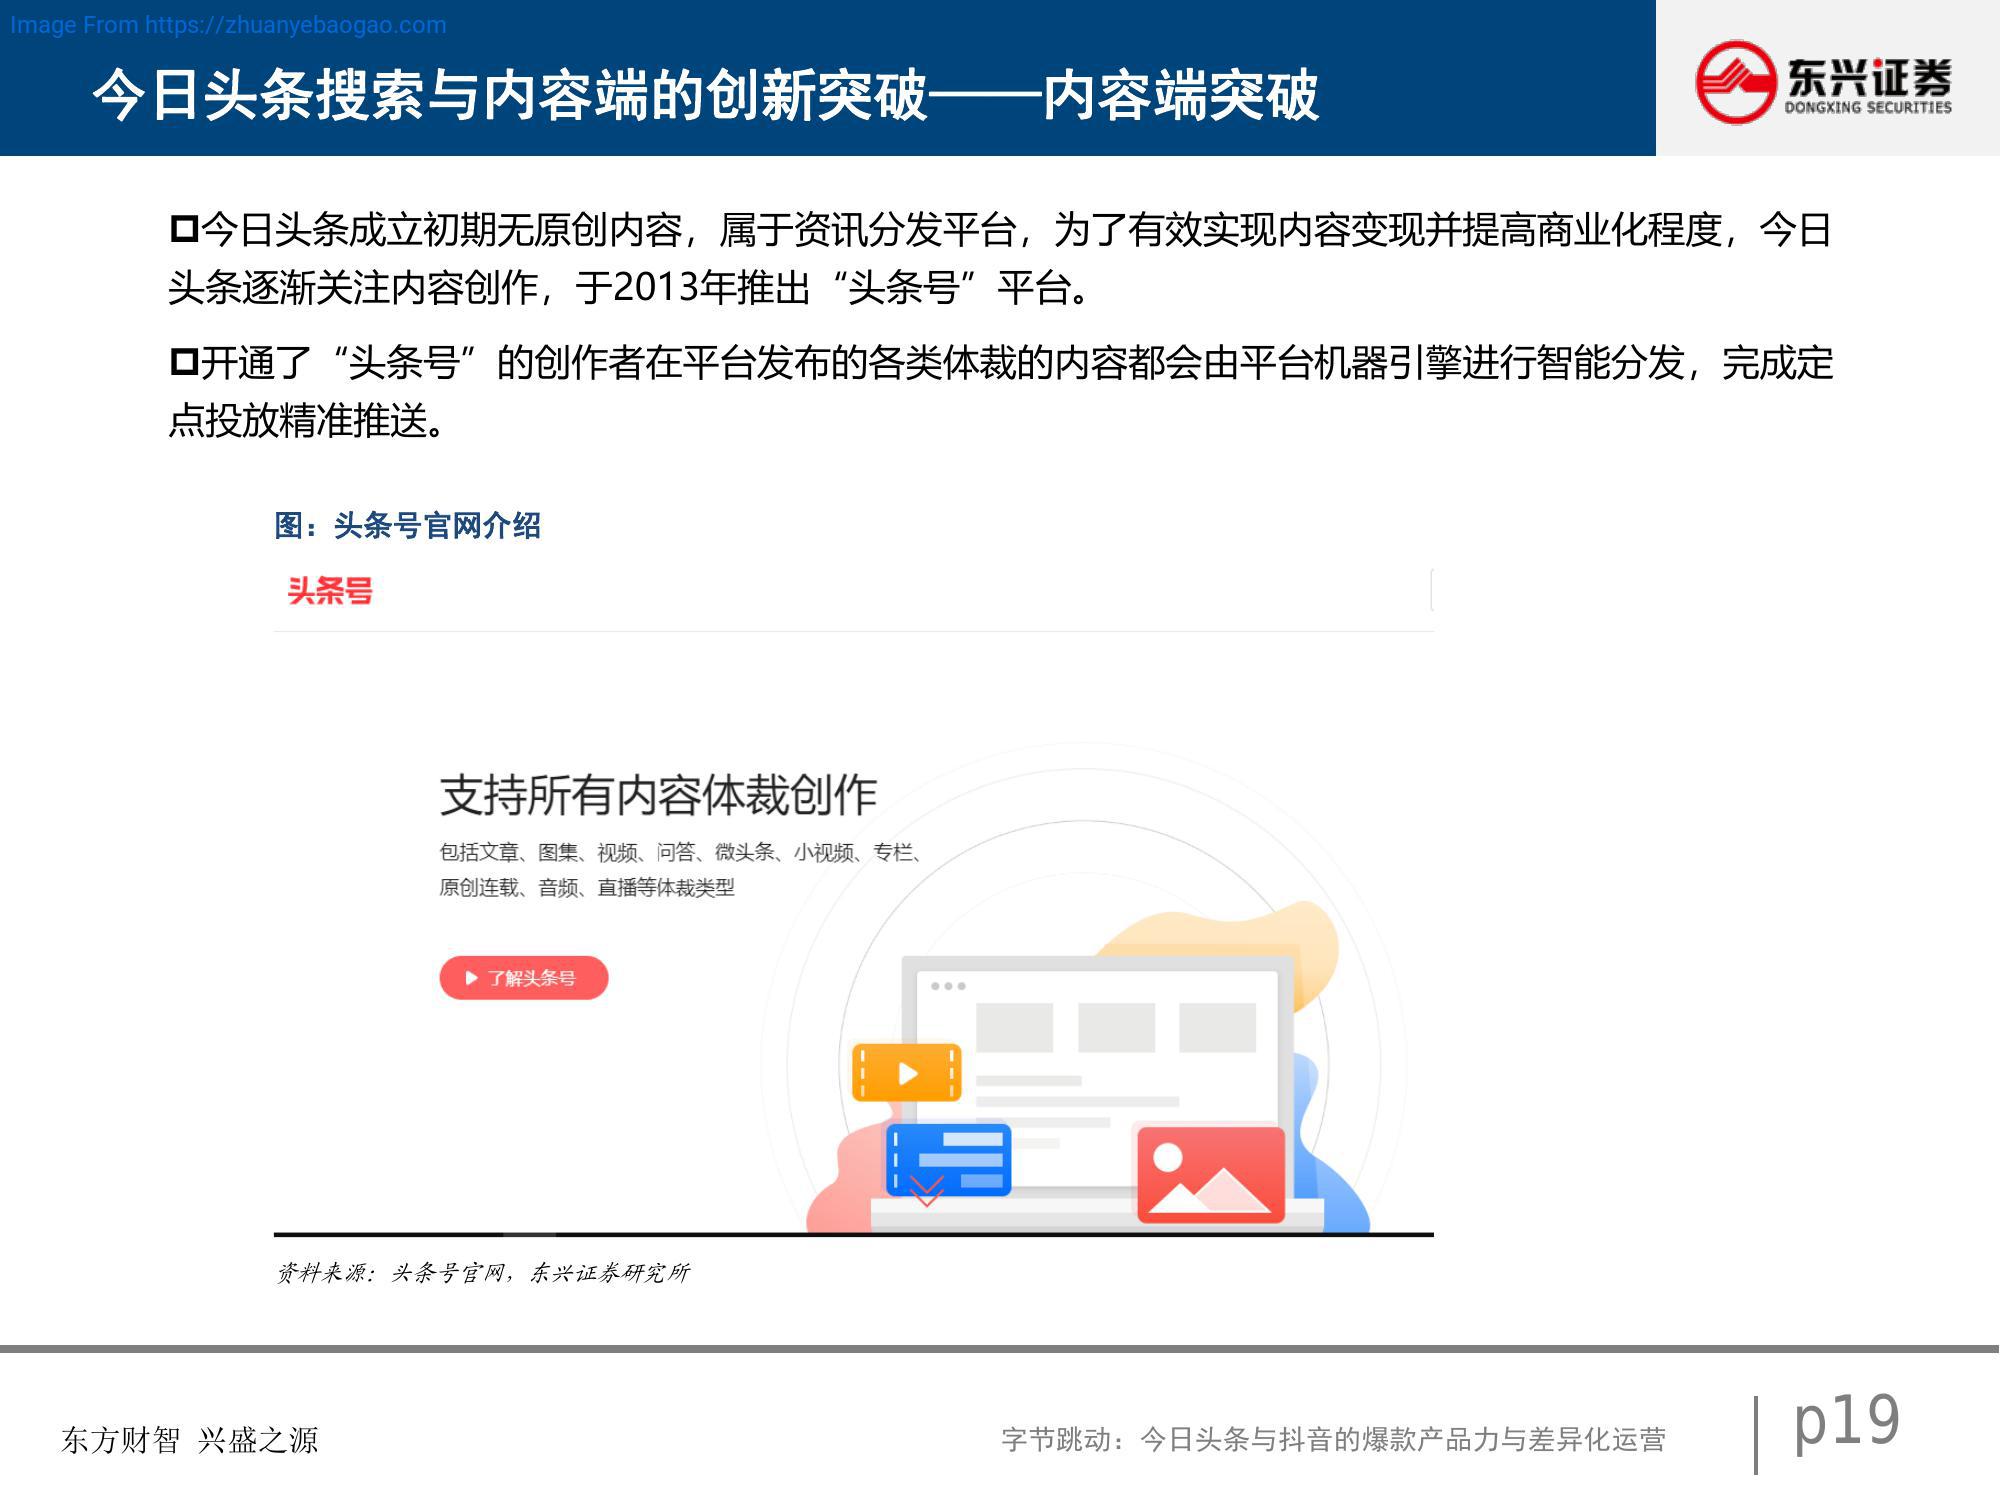 Image From https://zhuanyebaogao.com
今日头条搜索与内容端的创新突破——内容端突破
东兴证券
DONGXING SECURITIES
今日头条成立初期无原创内容，属于资讯分发平台，为了有效实现内容变现并提高商业化程度，今日
头条逐渐关注内容创作，于2013年推出“头条号”平台。
开通了“头条号”的创作者在平台发布的各类体裁的内容都会由平台机器引擎进行智能分发，完成定
点投放精准推送。
图：头条号官网介绍
头条号
支持所有内容体裁创作
包括文章、图集、视频、问答、微头条、小视频、专栏、
原创连载、音频、直播等体裁类型
了解头条号
资料来源：头条号官网，东兴证券研究所
东方财智 兴盛之源
字节跳动：今日头条与抖音的爆款产品力与差异化运营
p19